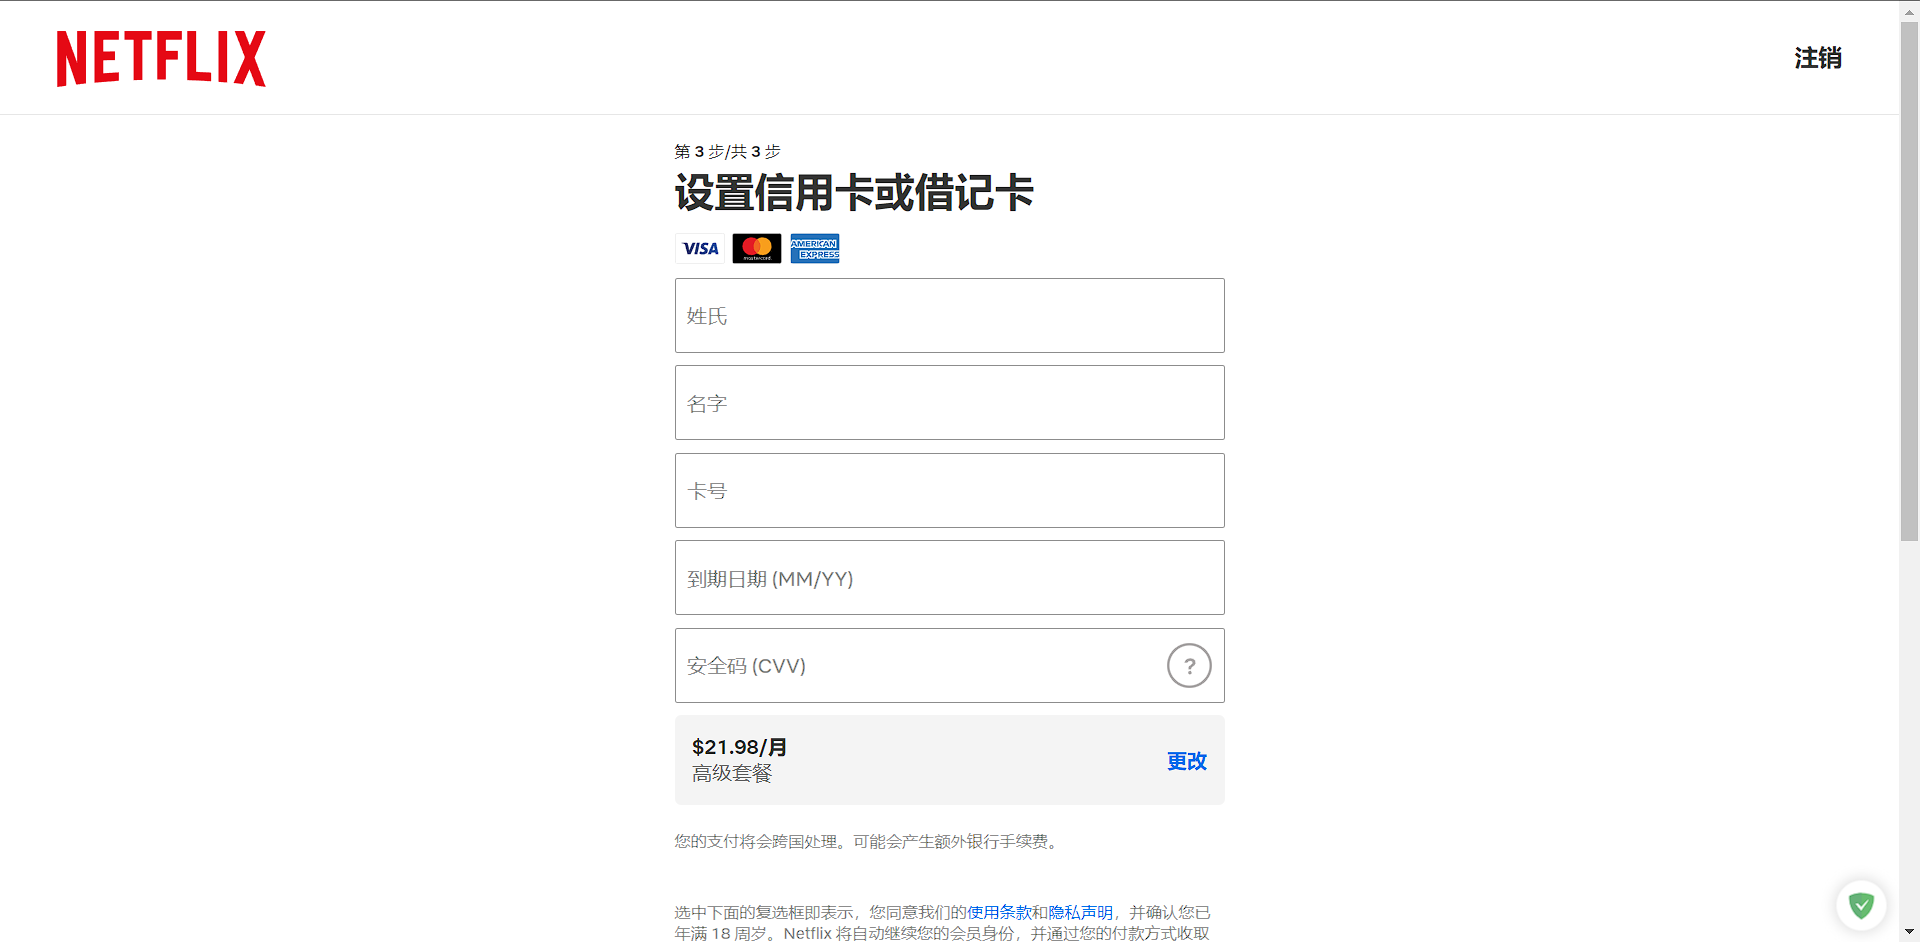 NETFLIX
注销
第 3 步/共 3 步
设置信用卡或借记卡
VISA
mastercard
AMERICAN
EXPRESS
姓氏
名字
卡号
到期日期 (MM/YY)
安全码 (CVV)
?
$21.98/月
高级套餐
更改
您的支付将会跨国处理。可能会产生额外银行手续费。
选中下面的复选框即表示，您同意我们的使用条款和隐私声明，并确认您已
年满 18 周岁。Netflix 将自动继续您的会员身份，并通过您的付款方式收取